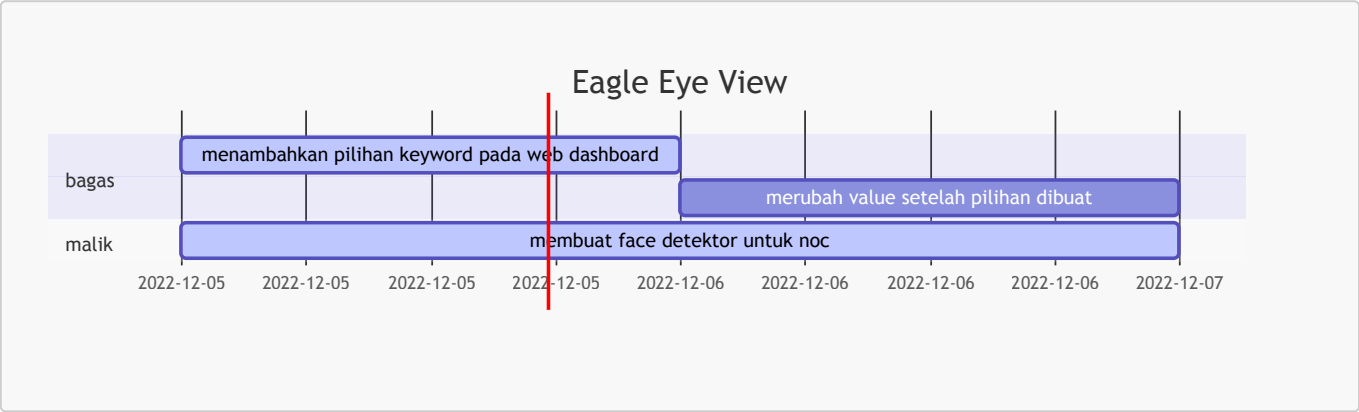 Eagle Eye View
menambahkan pilihan keyword pada web dashboard
bagas
merubah value setelah pilihan dibuat
malik
membuat face detektor untuk noc
2022-12-05 2022-12-05 2022-12-05 2022-12-05 2022-12-06 2022-12-06 2022-12-06 2022-12-06 2022-12-07